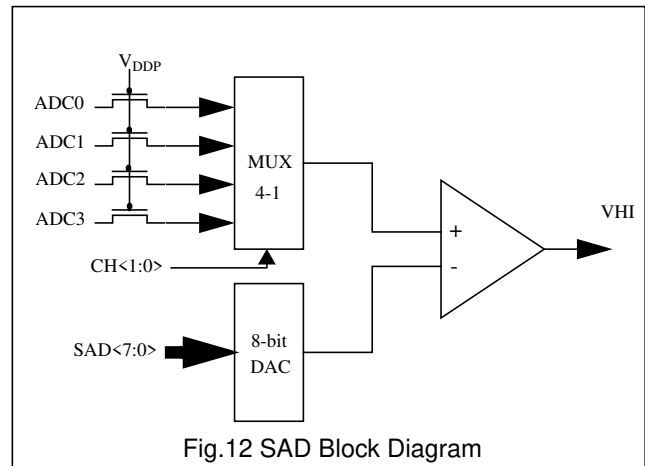 VDDP
ADC0
ADC1
ADC2
ADC3
MUX
4-1
CH<1:0>
+
-
VHI
SAD<7:0>
8-bit
DAC
Fig.12 SAD Block Diagram